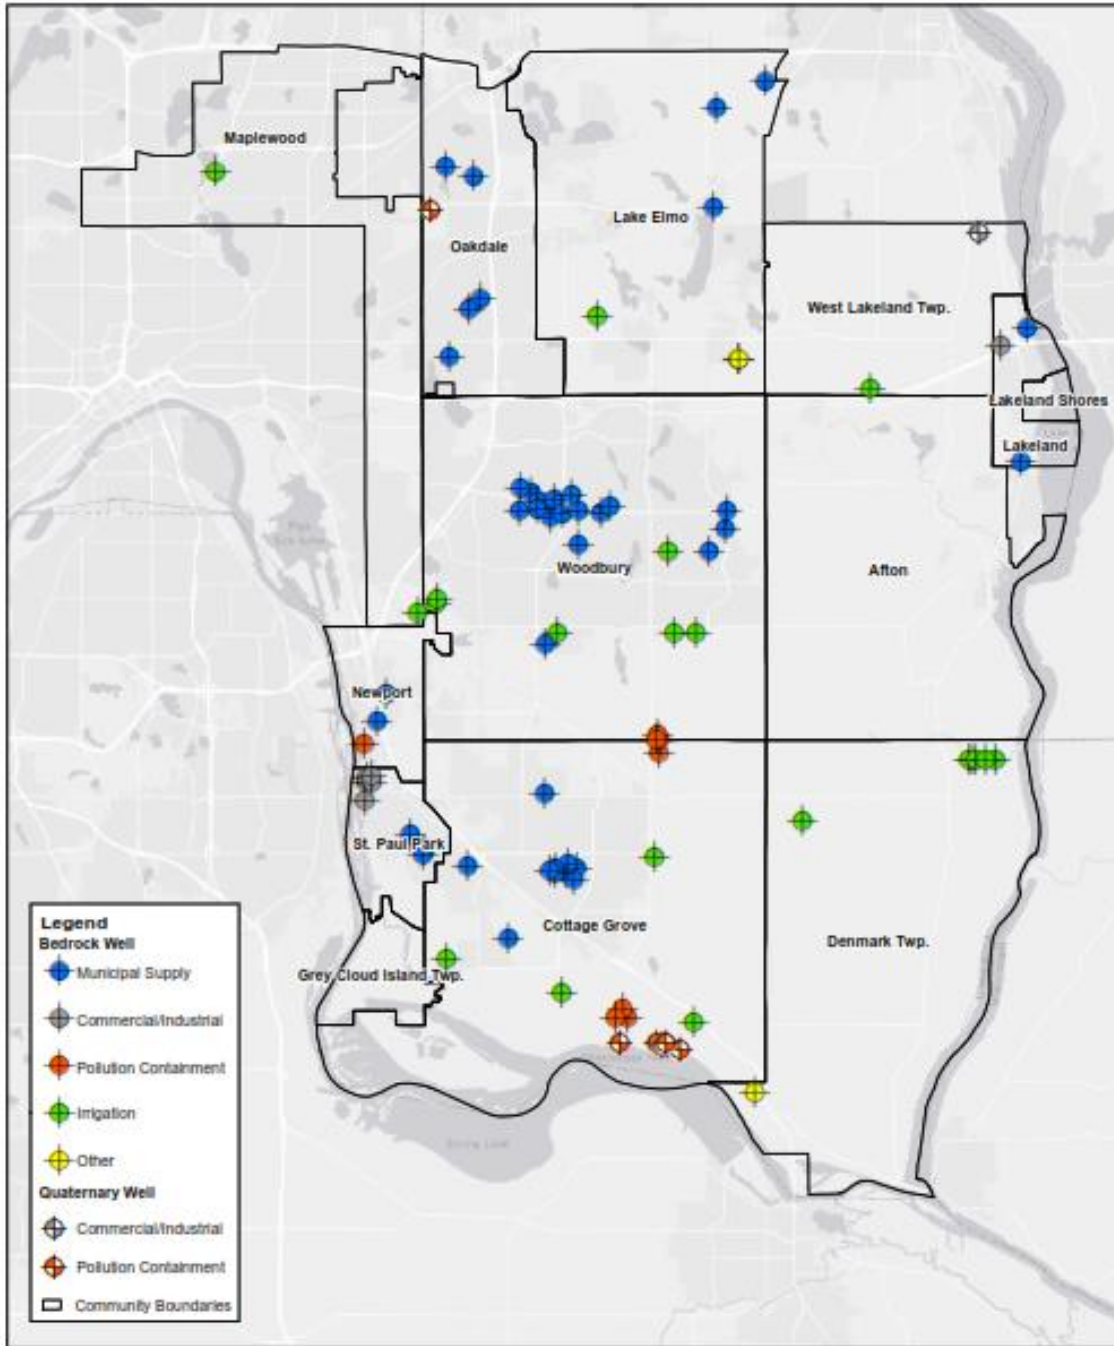 Maplewood
Lake Elmo
Oakdale
West Lakeland Twp.
Lakeland Shores
Lakeland
Woodbury
Afton
Newport
St. Paul Park
Cottage Grove
Denmark Twp.
Grey Cloud Island Twp.
Legend
Bedrock Well
Municipal Supply
Commercial/Industrial
Pollution Containment
Irrigation
Other
Quaternary Well
Commercial/Industrial
Pollution Containment
Community Boundaries